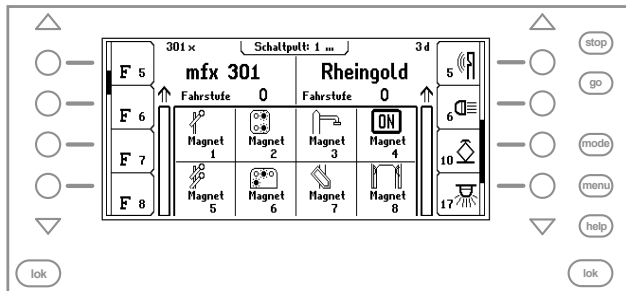 301 × Schaltpult: 1 ... 3 d
mfx 301 Rheingold
Fahrstufe 0 Fahrstufe 0
F 5
F 6
F 7
F 8
Magnet 1
Magnet 2
Magnet 3
ON
Magnet 4
Magnet 5
Magnet 6
Magnet 7
Magnet 8
5
6
10
17
stop
go
mode
menu
help
lok
lok